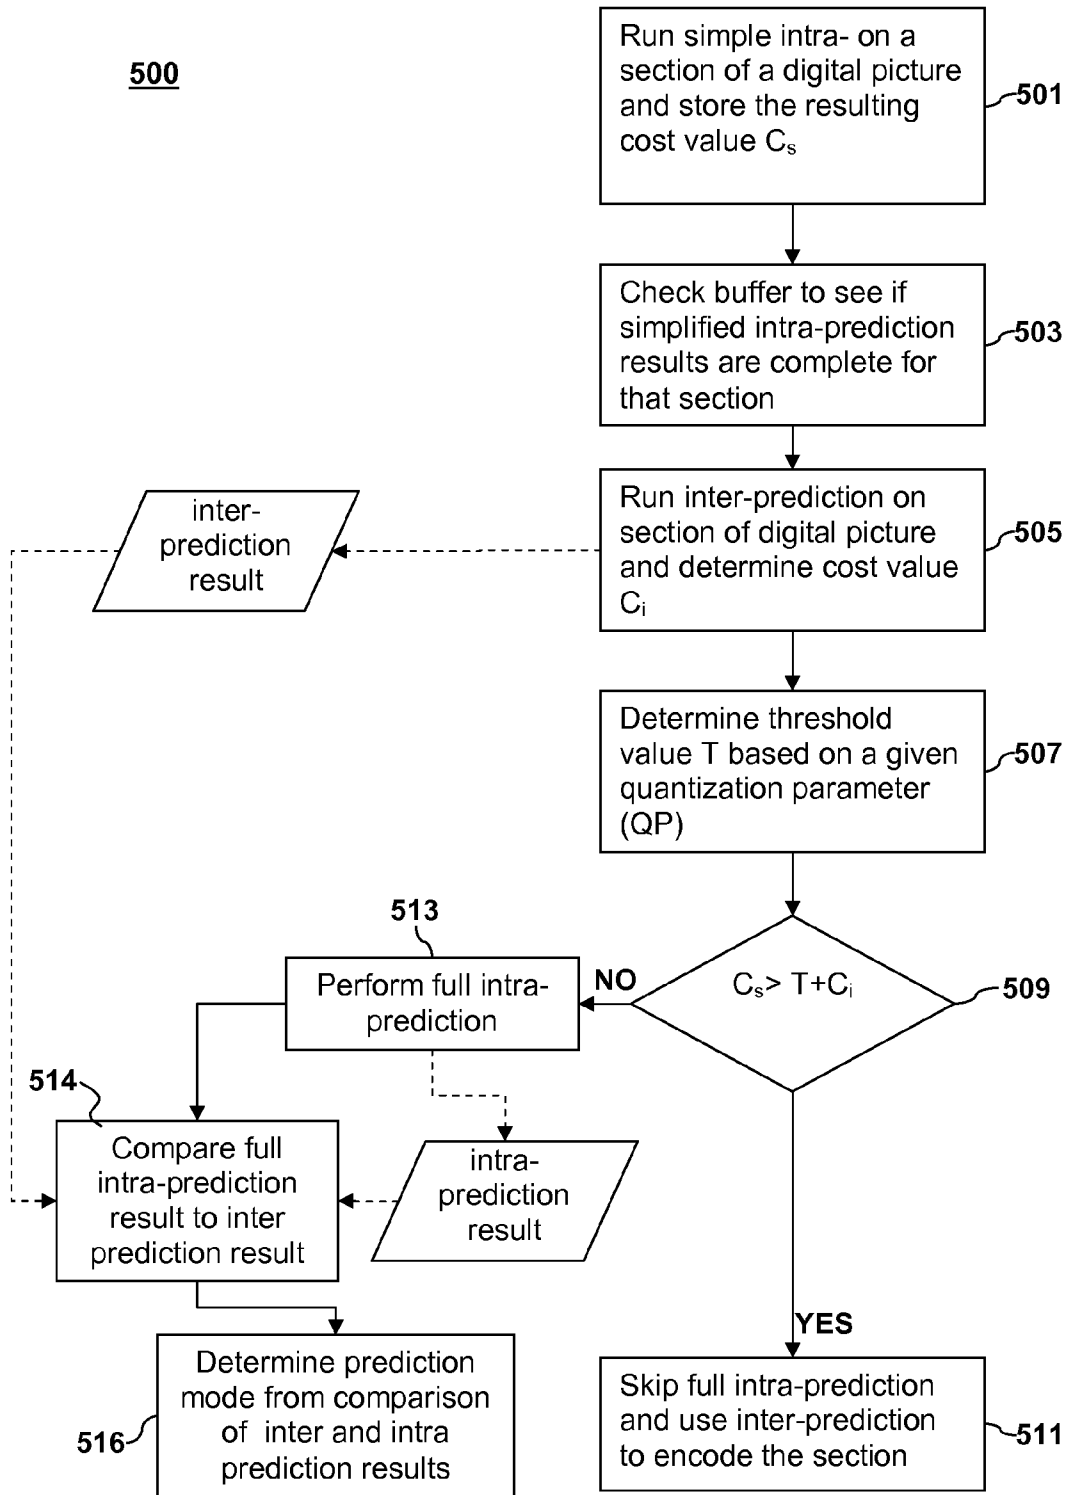 500
Run simple intra- on a
section of a digital picture
and store the resulting
cost value Cs
501
Check buffer to see if
simplified intra-prediction
results are complete for
that section
503
Run inter-prediction on
section of digital picture
and determine cost value
Ci
505
inter-
prediction
result
Determine threshold
value T based on a given
quantization parameter
(QP)
507
Cs> T+Ci
509
NO
513
Perform full intra-
prediction
514
Compare full
intra-prediction
result to inter
prediction result
intra-
prediction
result
YES
Determine prediction
mode from comparison
of inter and intra
prediction results
516
Skip full intra-prediction
and use inter-prediction
to encode the section
511